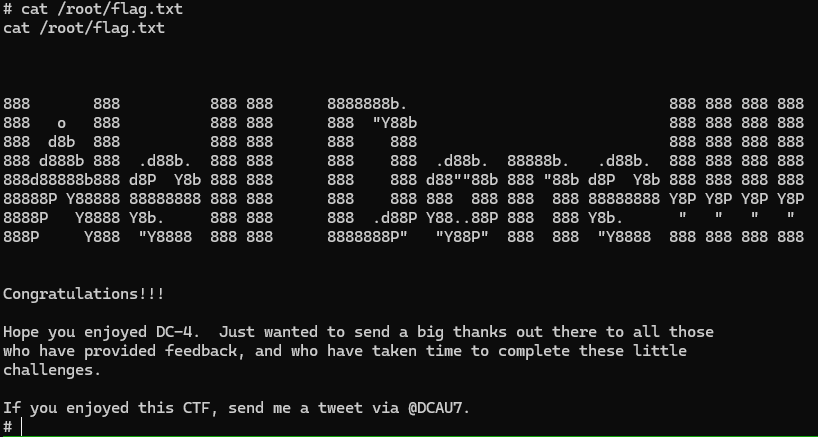 # cat /root/flag.txt
cat /root/flag.txt
888       888          888 888      8888888b.                             888 888 888 888
888   o   888          888 888      888  "Y88b                            888 888 888 888
888  d8b  888          888 888      888    888                            888 888 888 888
888 d888b 888  .d88b.  888 888      888    888  .d88b.  88888b.   .d88b.  888 888 888 888
888d88888b888 d8P  Y8b 888 888      888    888 d88""88b 888 "88b d8P  Y8b 888 888 888 888
88888P Y88888 88888888 888 888      888    888 888  888 888  888 88888888 Y8P Y8P Y8P Y8P
8888P   Y8888 Y8b.     888 888      888  .d88P Y88..88P 888  888 Y8b.      "   "   "   "
888P     Y888  "Y8888  888 888      8888888P"   "Y88P"  888  888  "Y8888  888 888 888 888
Congratulations!!!
Hope you enjoyed DC-4.  Just wanted to send a big thanks out there to all those
who have provided feedback, and who have taken time to complete these little
challenges.
If you enjoyed this CTF, send me a tweet via @DCAU7.
#